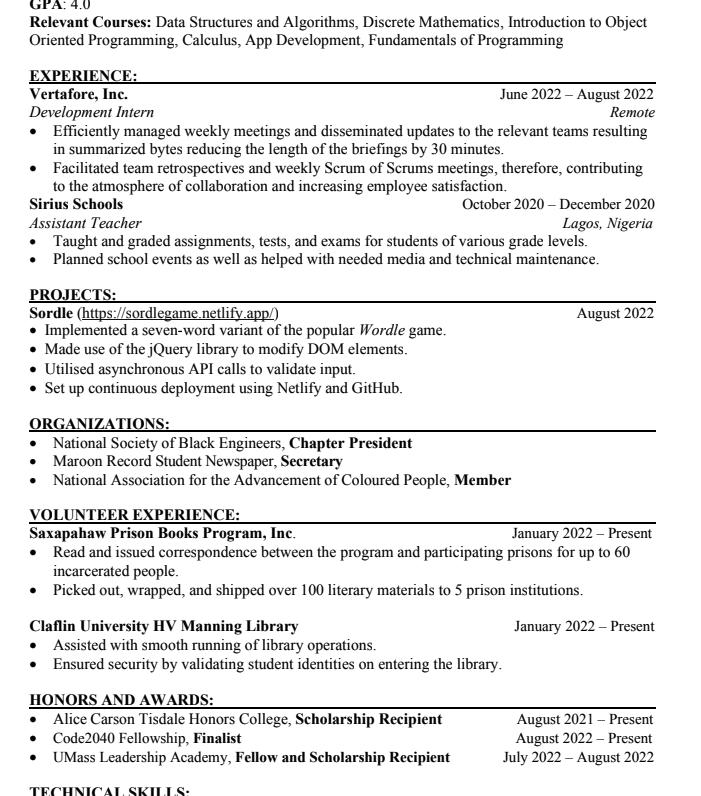 GPA: 4.0
Relevant Courses: Data Structures and Algorithms, Discrete Mathematics, Introduction to Object
Oriented Programming, Calculus, App Development, Fundamentals of Programming
EXPERIENCE:
Vertafore, Inc. June 2022 – August 2022
Development Intern Remote
• Efficiently managed weekly meetings and disseminated updates to the relevant teams resulting
in summarized bytes reducing the length of the briefings by 30 minutes.
• Facilitated team retrospectives and weekly Scrum of Scrums meetings, therefore, contributing
to the atmosphere of collaboration and increasing employee satisfaction.
Sirius Schools October 2020 – December 2020
Assistant Teacher Lagos, Nigeria
• Taught and graded assignments, tests, and exams for students of various grade levels.
• Planned school events as well as helped with needed media and technical maintenance.
PROJECTS:
Sordle (https://sordlegame.netlify.app/) August 2022
• Implemented a seven-word variant of the popular Wordle game.
• Made use of the jQuery library to modify DOM elements.
• Utilised asynchronous API calls to validate input.
• Set up continuous deployment using Netlify and GitHub.
ORGANIZATIONS:
• National Society of Black Engineers, Chapter President
• Maroon Record Student Newspaper, Secretary
• National Association for the Advancement of Coloured People, Member
VOLUNTEER EXPERIENCE:
Saxapahaw Prison Books Program, Inc. January 2022 – Present
• Read and issued correspondence between the program and participating prisons for up to 60
incarcerated people.
• Picked out, wrapped, and shipped over 100 literary materials to 5 prison institutions.
Claflin University HV Manning Library January 2022 – Present
• Assisted with smooth running of library operations.
• Ensured security by validating student identities on entering the library.
HONORS AND AWARDS:
• Alice Carson Tisdale Honors College, Scholarship Recipient August 2021 – Present
• Code2040 Fellowship, Finalist August 2022 – Present
• UMass Leadership Academy, Fellow and Scholarship Recipient July 2022 – August 2022
TECHNICAL SKILLS: